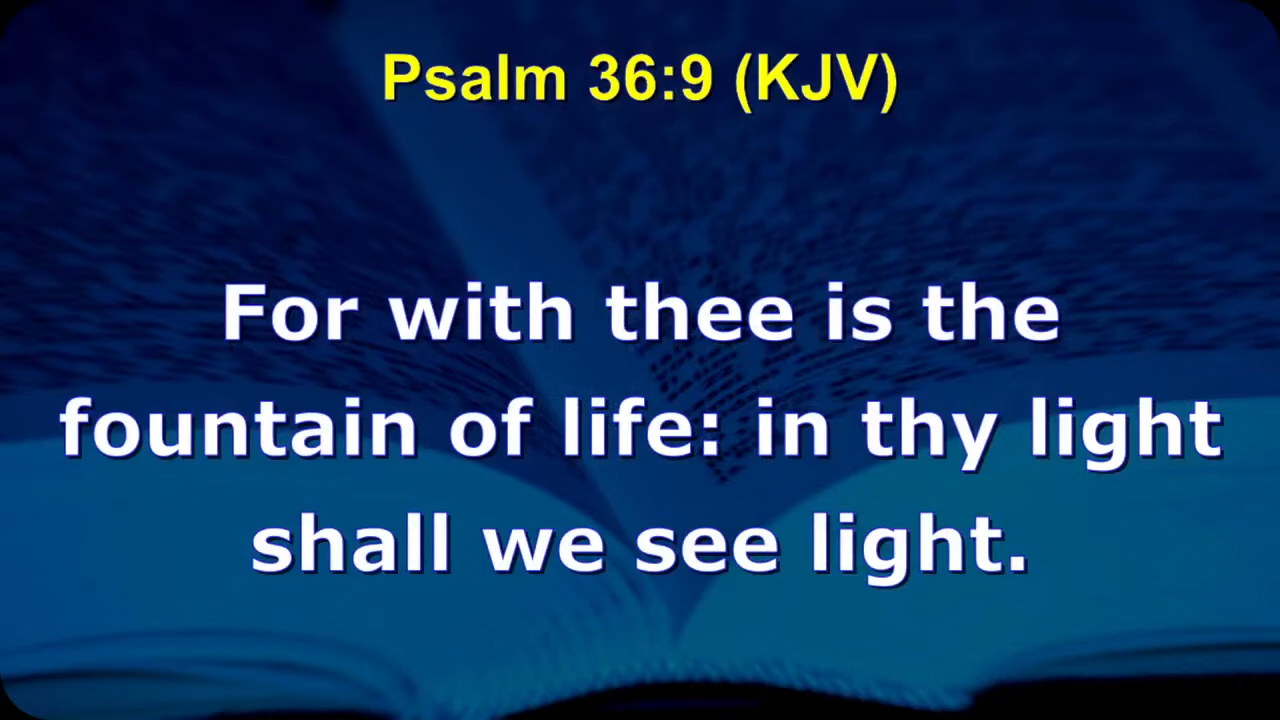 Psalm 36:9 (KJV)
For with thee is the
fountain of life: in thy light
shall we see light.